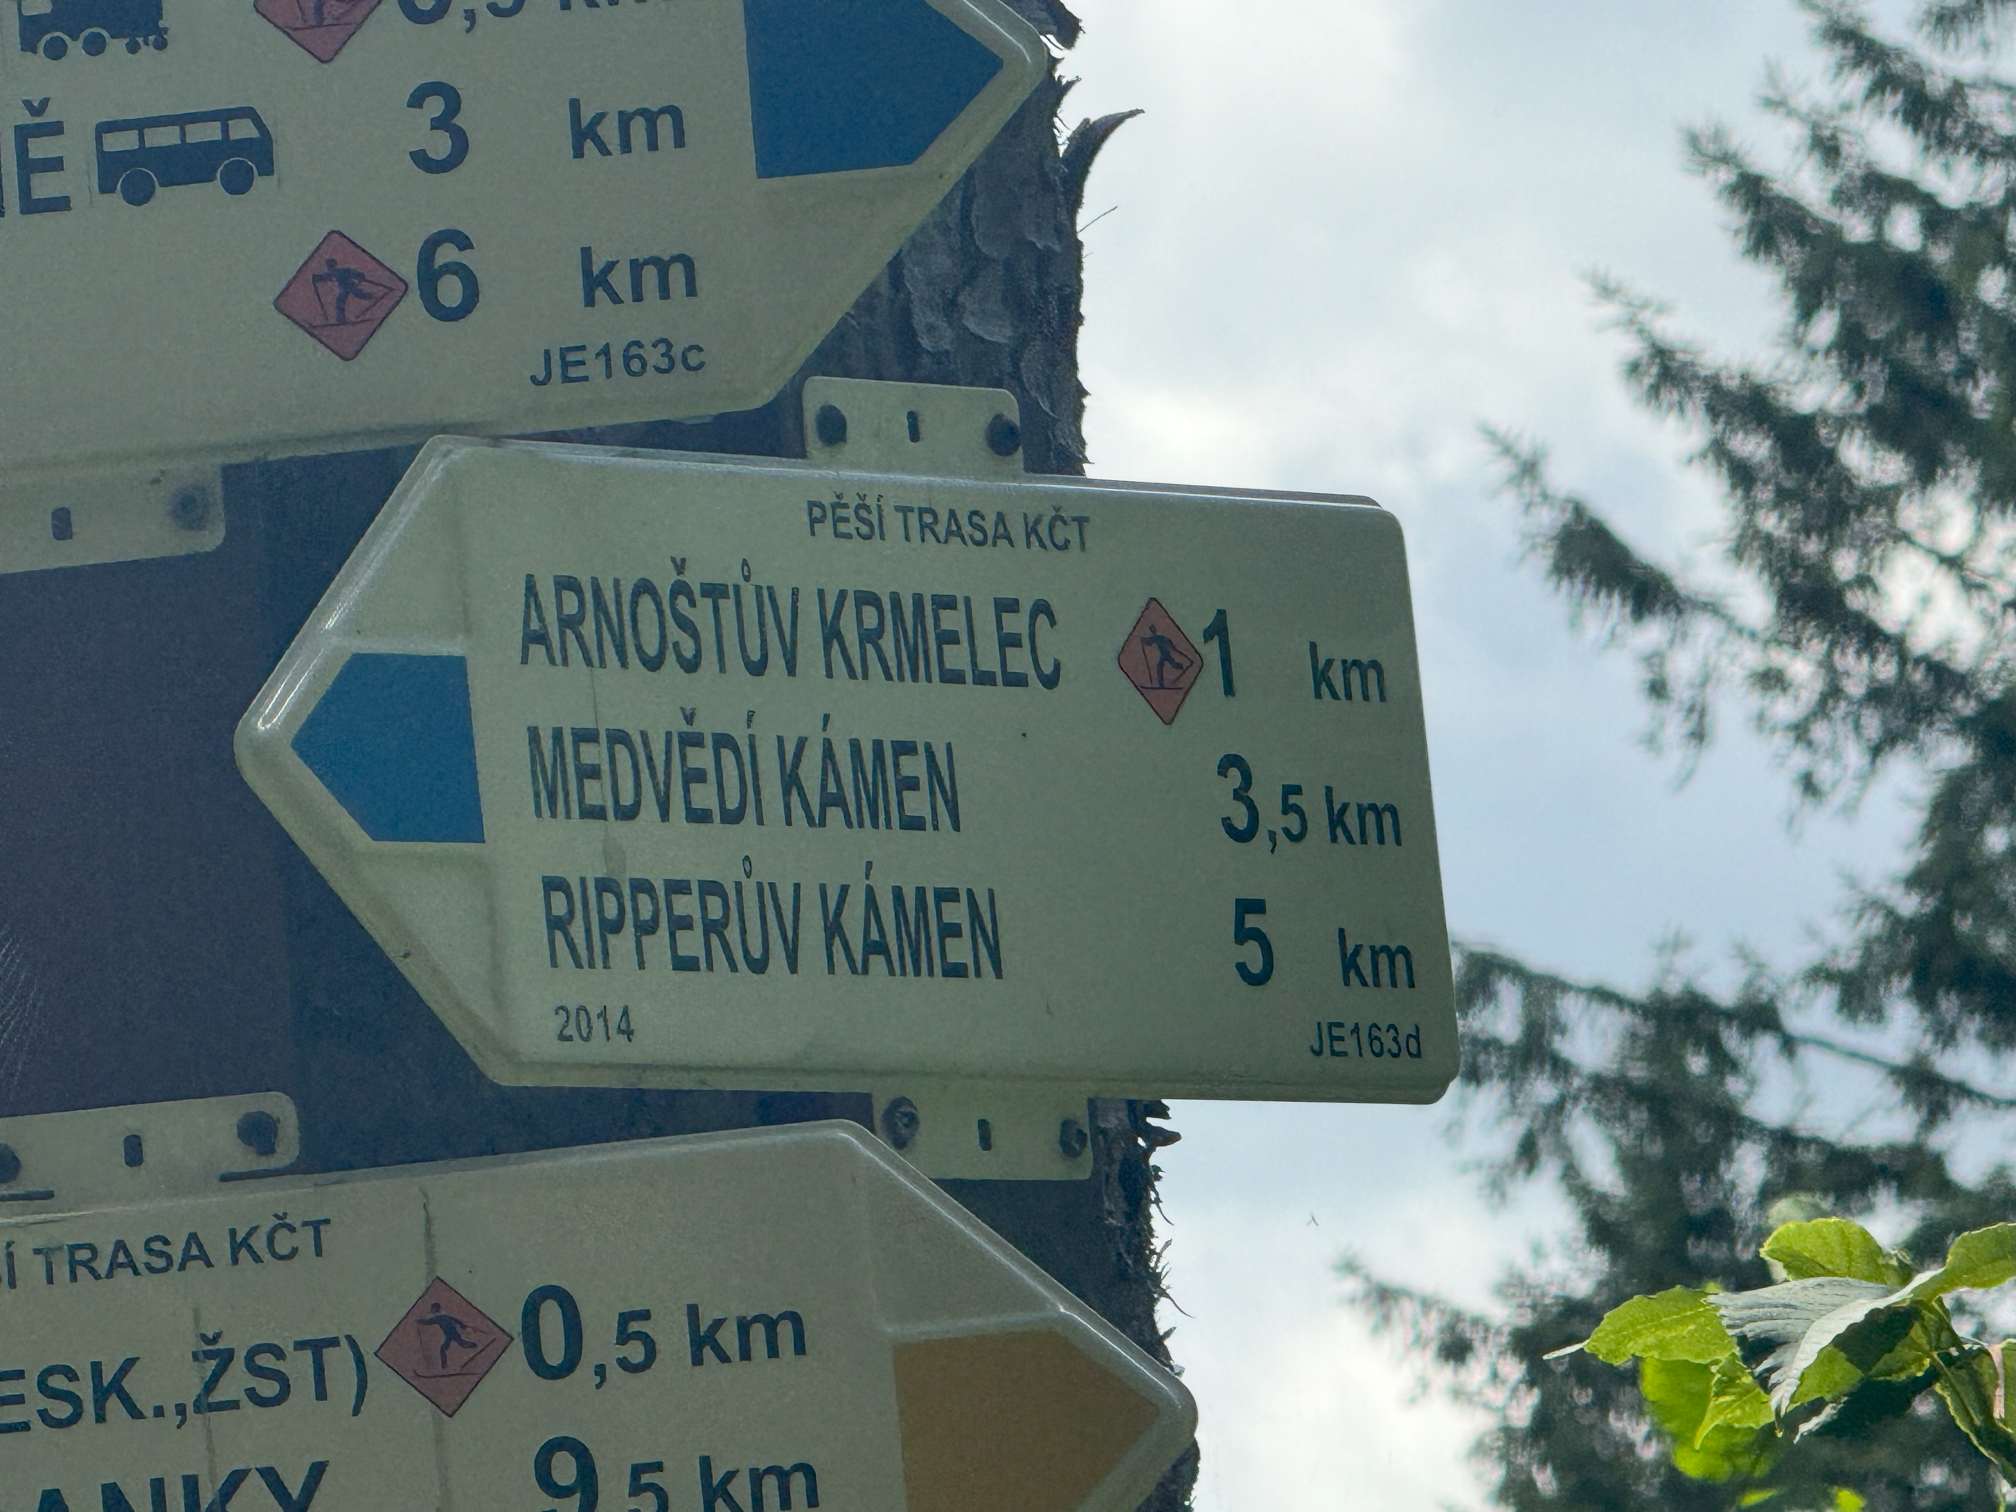 3 km
6 km
JE163c
PĚŠÍ TRASA KČT
ARNOŠTŮV KRMELEC 1 km
MEDVĚDÍ KÁMEN 3,5 km
RIPPERŮV KÁMEN 5 km
2014 JE163d
TRASA KČT
ŽST) 0,5 km
9,5 km